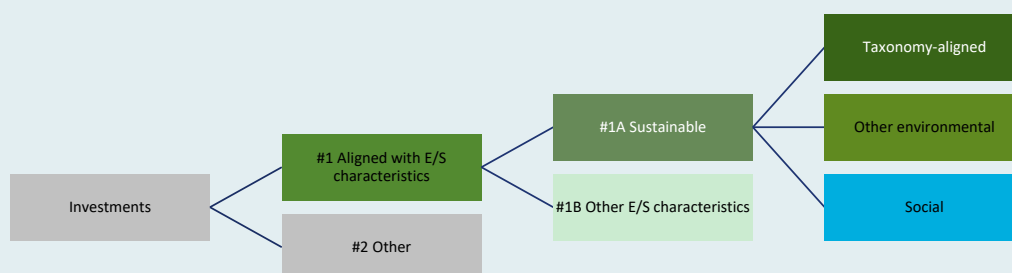 Taxonomy-aligned
#1A Sustainable
Other environmental
#1 Aligned with E/S
characteristics
Investments
#1B Other E/S characteristics
Social
#2 Other